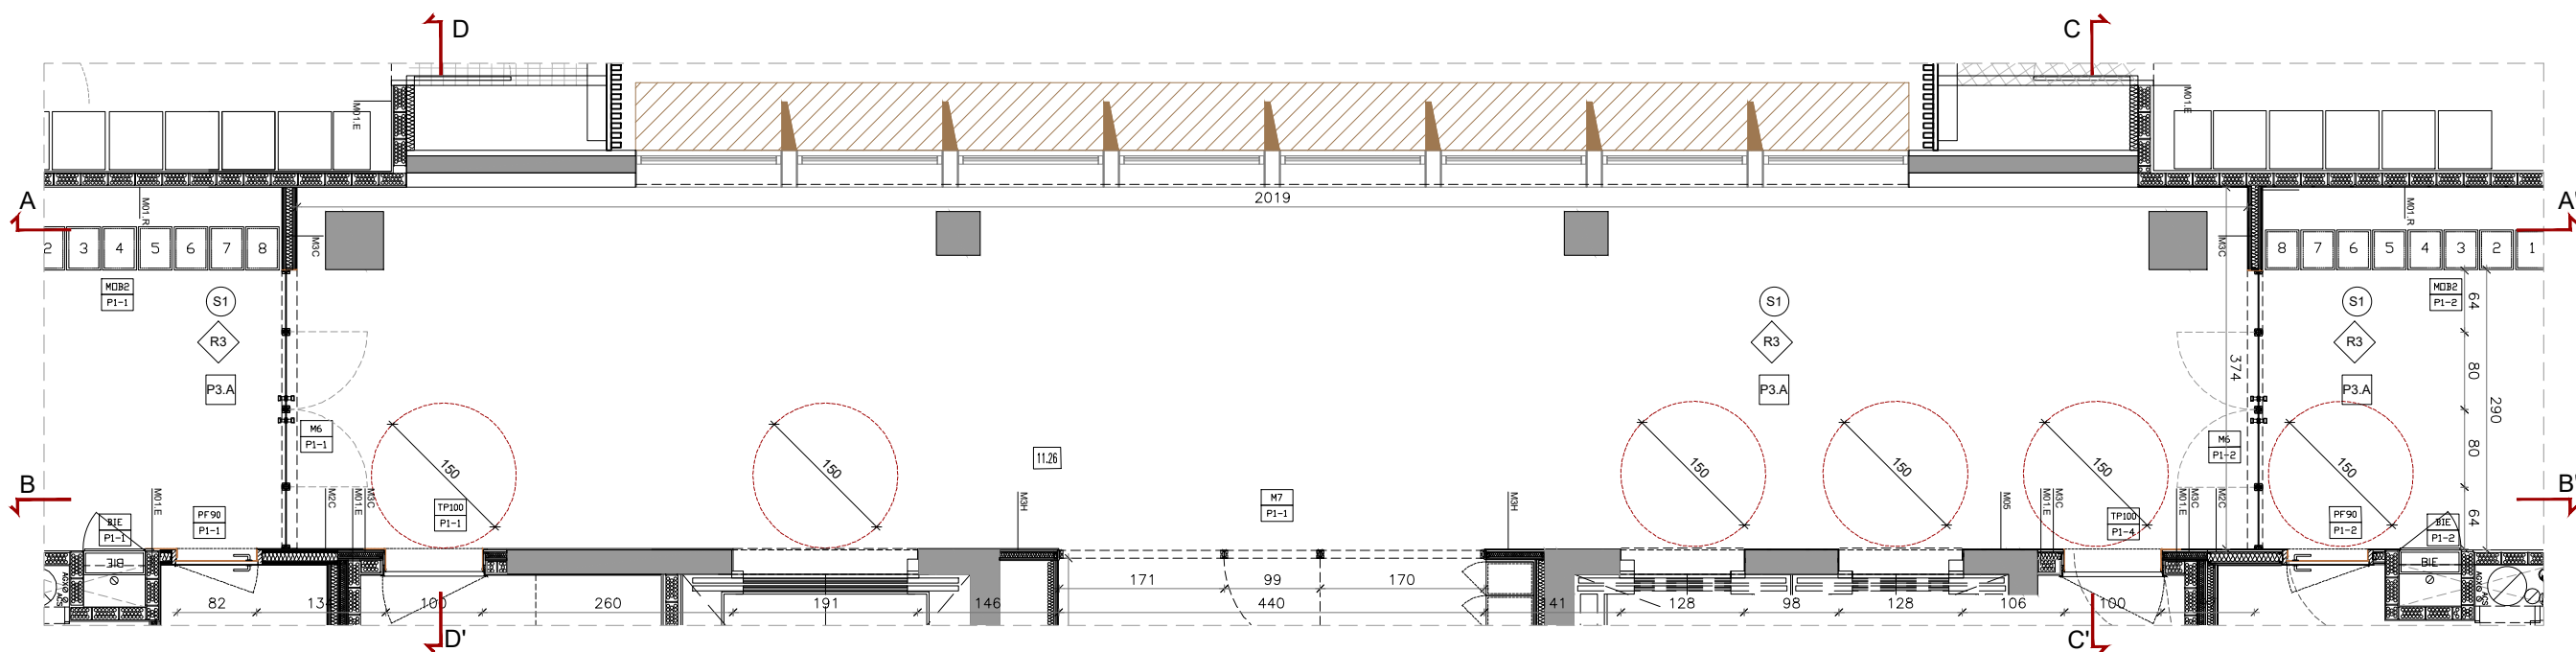 D
C
M01.E
M01.E
A
A'
2019
M01.R
M01.R
M3C
M3C
2 3 4 5 6 7 8
8 7 6 5 4 3 2 1
MOB2
P1-1
MOB2
P1-2
S1
S1
S1
64
R3
R3
R3
374
80
P3.A
P3.A
P3.A
290
M6
P1-1
M6
P1-2
80
11.26
150
150
150
150
150
150
B
B'
M01.E
M2C
M01.E
M3C
M3H
M7
P1-1
M3H
M05
M01.E
M3C
M01.E
M3C
M2C
TP100
P1-1
TP100
P1-4
PF90
P1-1
PF90
P1-2
BIE
P1-1
BIE
P1-2
64
BIE
BIE
171 99 170
ACS
ACS
82
100 260 191 146 440 41 128 98 128 106 100
D'
C'